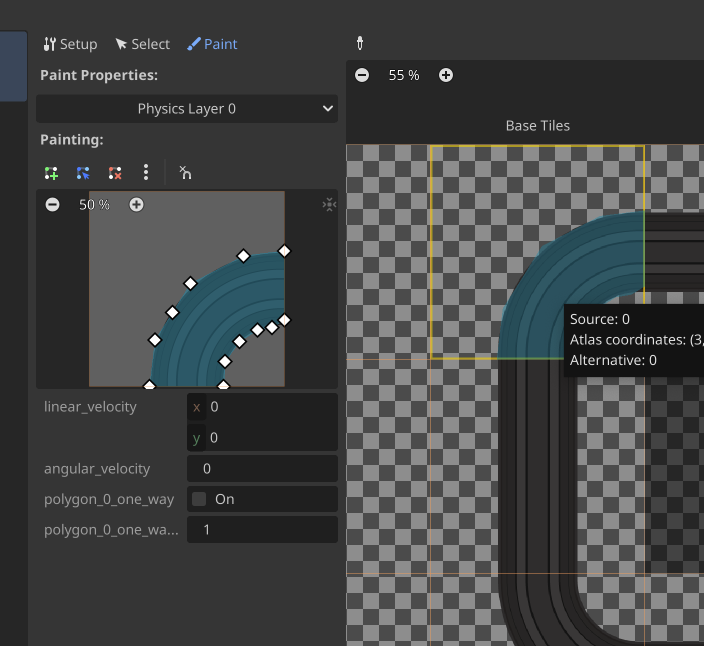 Setup Select Paint
Paint Properties:
55 %
Physics Layer 0
Base Tiles
Painting:
50 %
Source: 0
Atlas coordinates: (3,
Alternative: 0
linear_velocity x 0
y 0
angular_velocity 0
polygon_0_one_way On
polygon_0_one_wa... 1